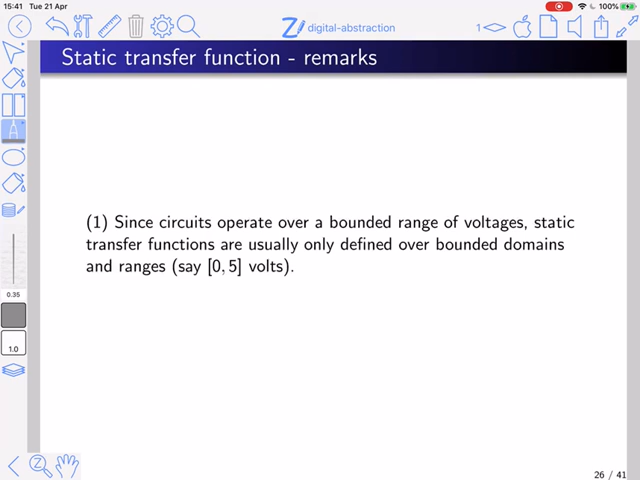 15:41 Tue 21 Apr
100%
digital-abstraction
1
Static transfer function - remarks
(1) Since circuits operate over a bounded range of voltages, static
transfer functions are usually only defined over bounded domains
and ranges (say [0, 5] volts).
0.35
1.0
26 / 41